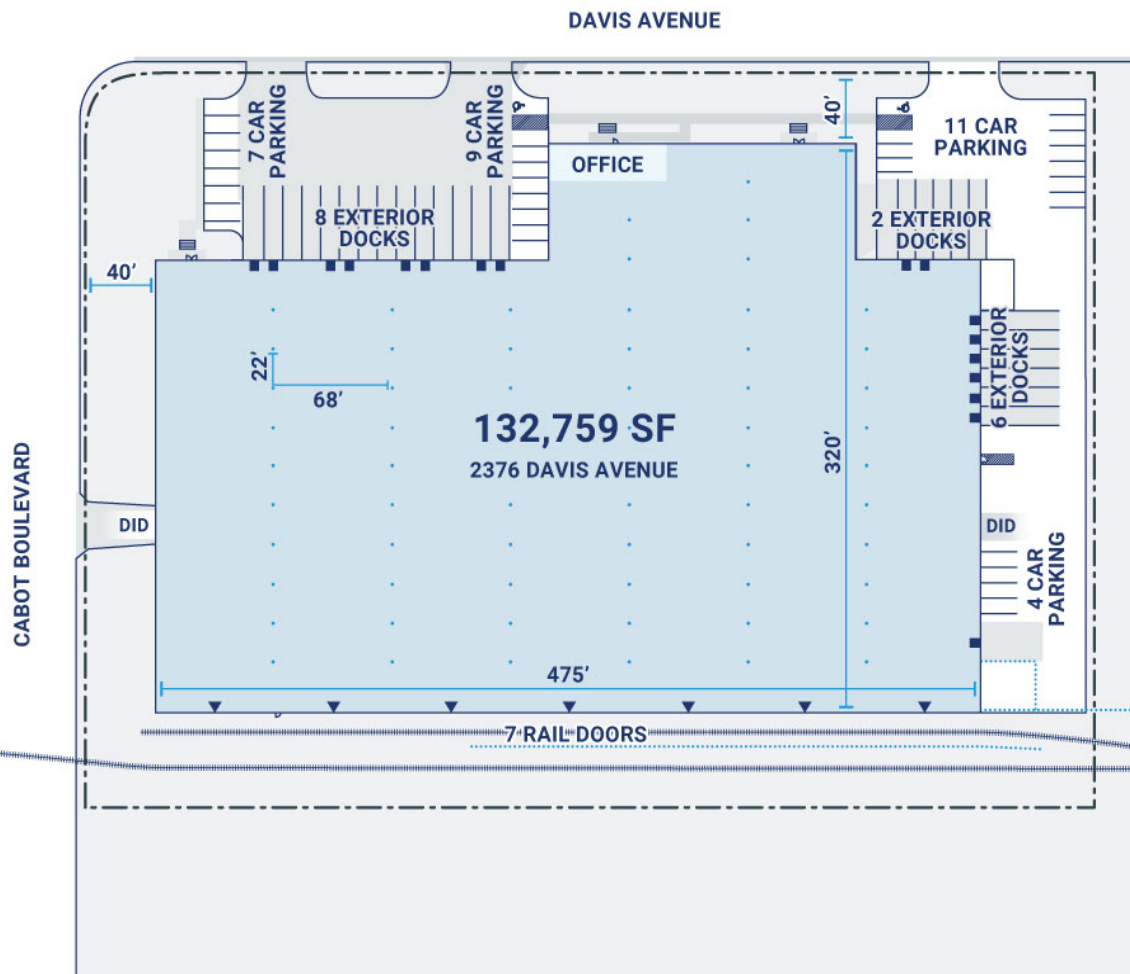 DAVIS AVENUE
7 CAR
PARKING
9 CAR
PARKING
40'
11 CAR
PARKING
OFFICE
8 EXTERIOR
DOCKS
2 EXTERIOR
DOCKS
40'
6 EXTERIOR
DOCKS
22'
68'
132,759 SF
2376 DAVIS AVENUE
320'
CABOT BOULEVARD
DID
DID
4 CAR
PARKING
475'
7 RAIL DOORS